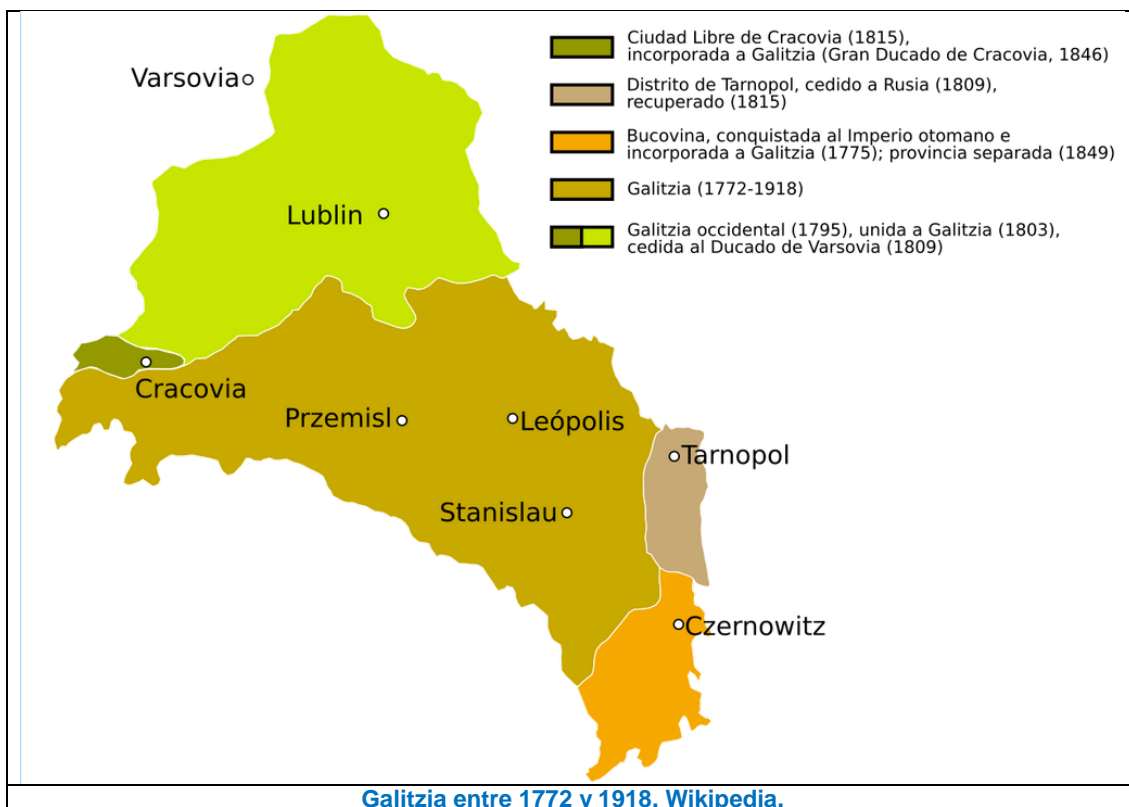 Ciudad Libre de Cracovia (1815),
incorporada a Galitzia (Gran Ducado de Cracovia, 1846)
Distrito de Tarnopol, cedido a Rusia (1809),
recuperado (1815)
Bucovina, conquistada al Imperio otomano e
incorporada a Galitzia (1775); provincia separada (1849)
Galitzia (1772-1918)
Galitzia occidental (1795), unida a Galitzia (1803),
cedida al Ducado de Varsovia (1809)
Varsovia
Lublin
Cracovia
Przemisl
Leópolis
Tarnopol
Stanislau
Czernowitz
Galitzia entre 1772 y 1918. Wikipedia.